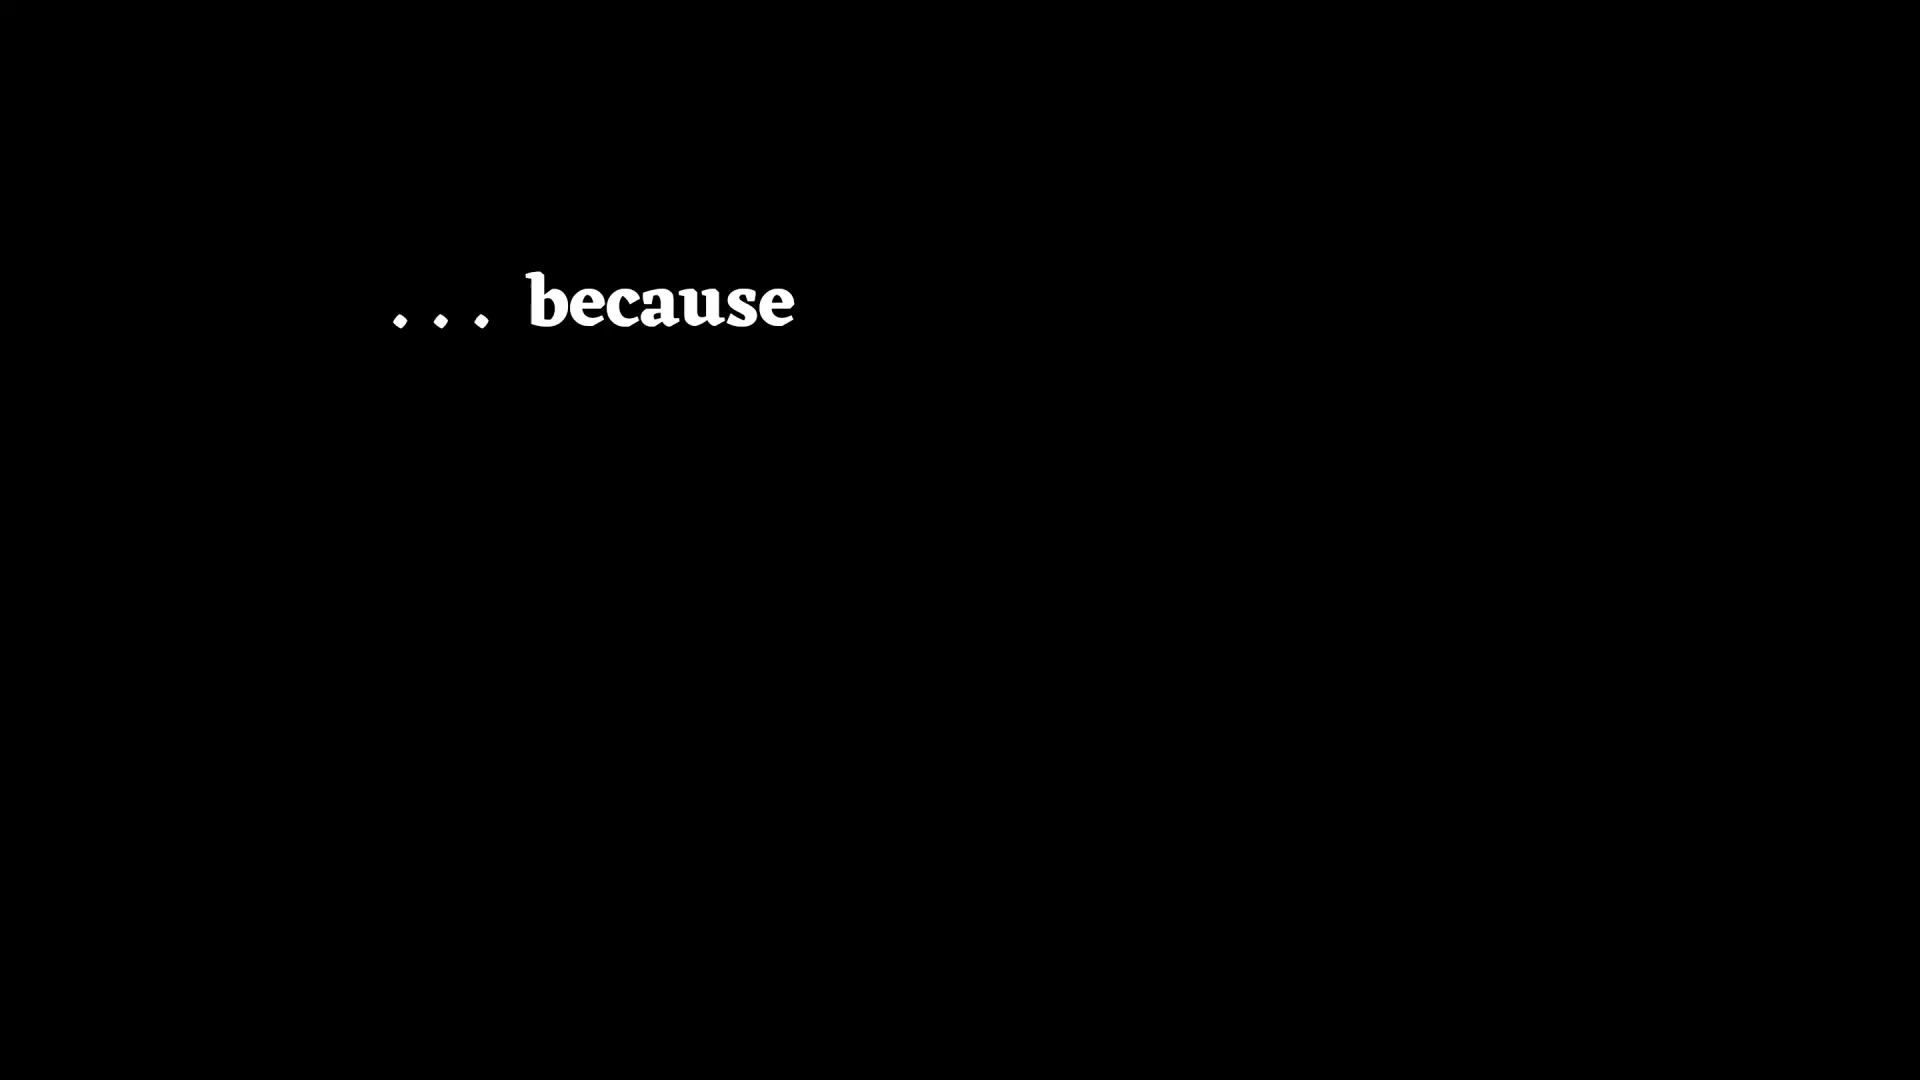 . . . because